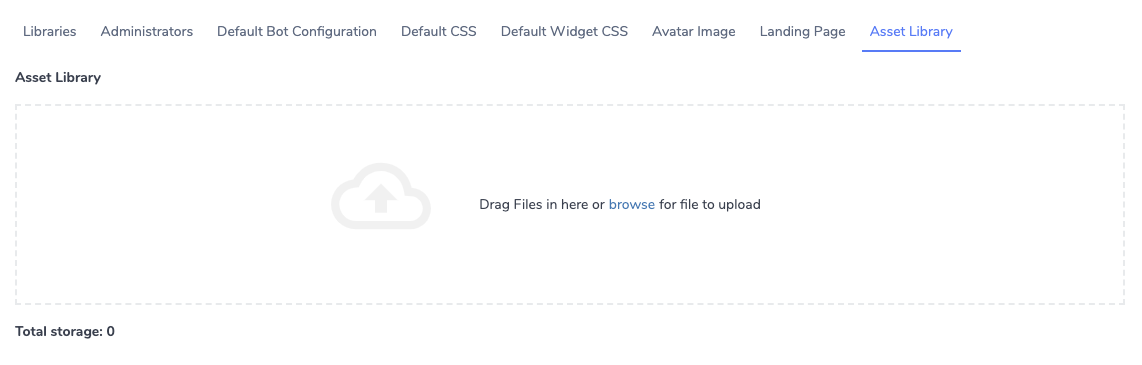 Libraries Administrators Default Bot Configuration Default CSS Default Widget CSS Avatar Image Landing Page Asset Library
Asset Library
Drag Files in here or browse for file to upload
Total storage: 0